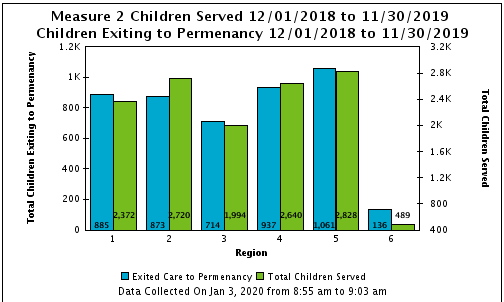 Measure 2 Children Served 12/01/2018 to 11/30/2019
Children Exiting to Permenancy 12/01/2018 to 11/30/2019
Total Children Exiting to Permenancy
1.2K
1K
800
600
400
200
0
3.2K
2.8K
2.4K
2K
1.6K
1.2K
800
400
Total Children Served
885 2,372
873 2,720
714 1,994
937 2,640
1,061 2,828
136 489
1 2 3 4 5 6
Region
Exited Care to Permenancy Total Children Served
Data Collected On Jan 3, 2020 from 8:55 am to 9:03 am